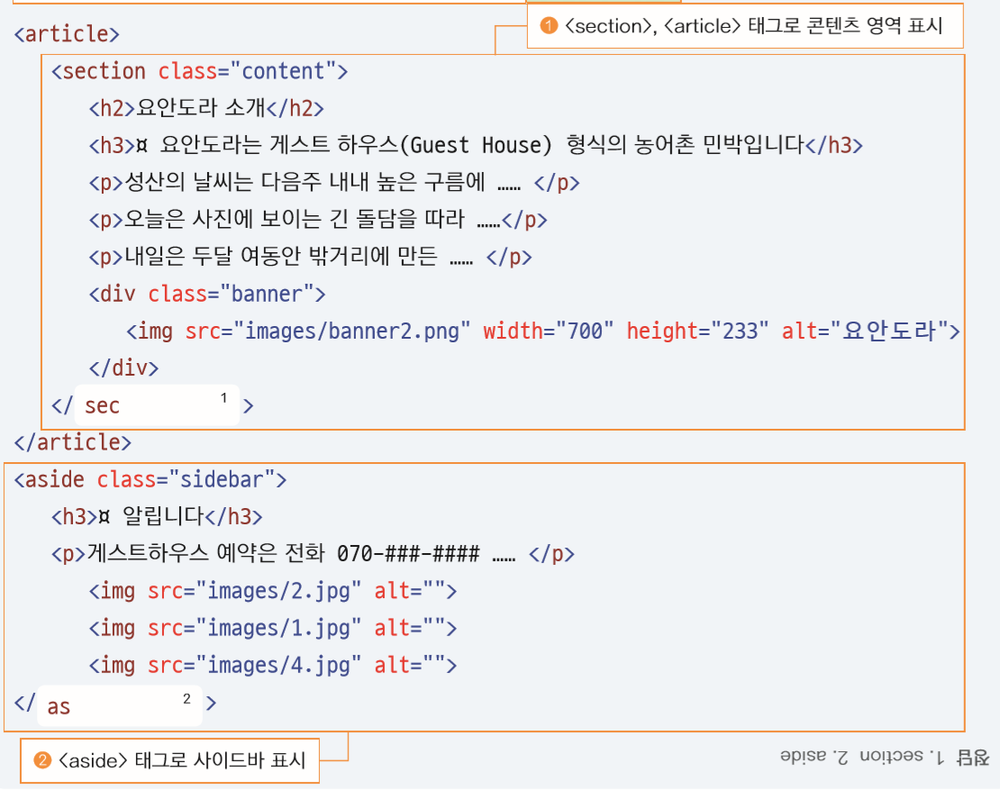 ❶ <section>, <article> 태그로 콘텐츠 영역 표시
<article>
<section class="content">
<h2>요안도라 소개</h2>
<h3>¤ 요안도라는 게스트 하우스(Guest House) 형식의 농어촌 민박입니다</h3>
<p>성산의 날씨는 다음주 내내 높은 구름에 …… </p>
<p>오늘은 사진에 보이는 긴 돌담을 따라 ……</p>
<p>내일은 두달 여동안 밖거리에 만든 …… </p>
<div class="banner">
<img src="images/banner2.png" width="700" height="233" alt="요안도라">
</div>
</ sec 1 >
</article>
<aside class="sidebar">
<h3>¤ 알립니다</h3>
<p>게스트하우스 예약은 전화 070-###-#### …… </p>
<img src="images/2.jpg" alt="">
<img src="images/1.jpg" alt="">
<img src="images/4.jpg" alt="">
</ as 2 >
❷ <aside> 태그로 사이드바 표시
정답 1. section 2. aside